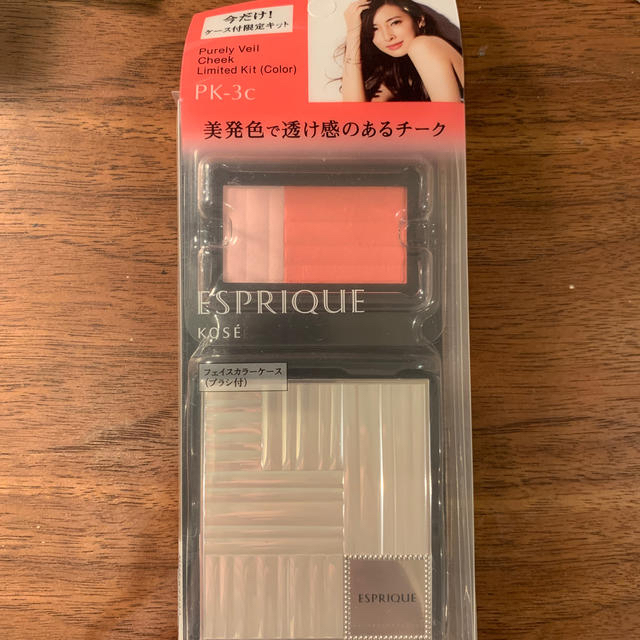 今だけ!
ケース付限定キット
Purely Veil
Cheek
Limited Kit (Color)
PK-3c
美発色で透け感のあるチーク
ESPRIQUE
KOSÉ
フェイスカラーケース
(ブラシ付)
ESPRIQUE